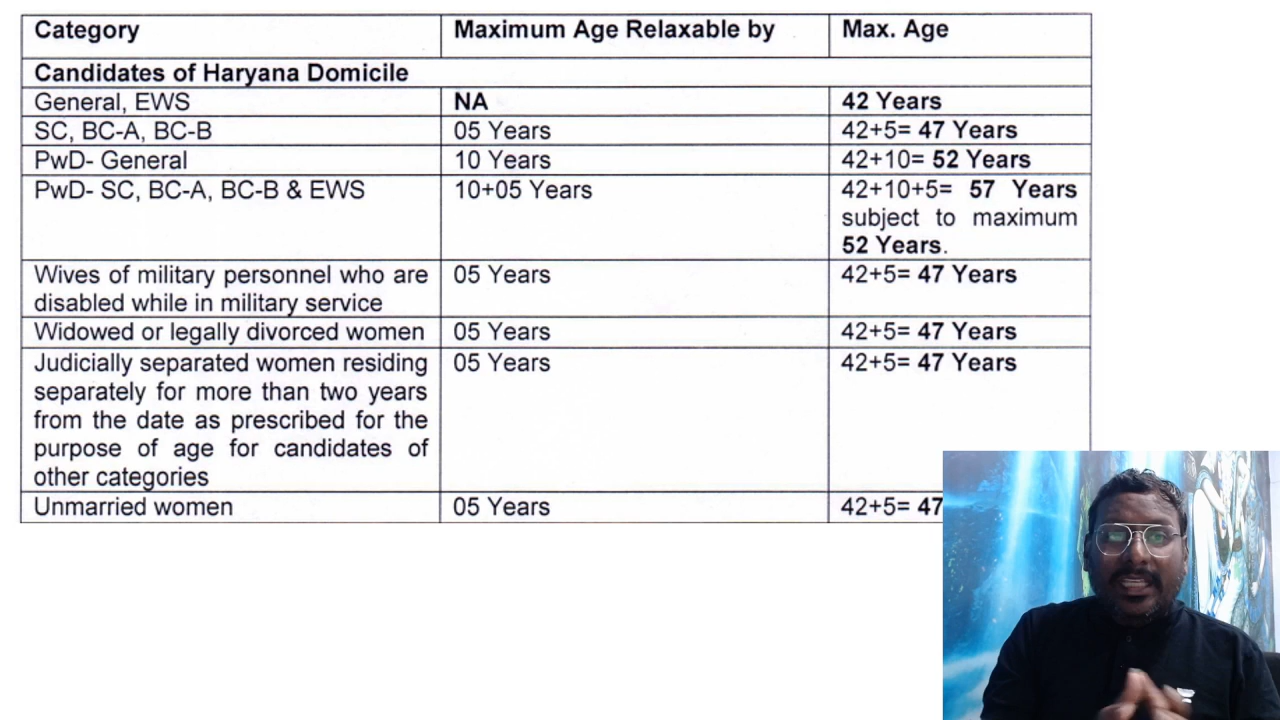 Category Maximum Age Relaxable by Max. Age
Candidates of Haryana Domicile
General, EWS NA 42 Years
SC, BC-A, BC-B 05 Years 42+5= 47 Years
PwD- General 10 Years 42+10= 52 Years
PwD- SC, BC-A, BC-B & EWS 10+05 Years 42+10+5= 57 Years
subject to maximum
52 Years.
Wives of military personnel who are 05 Years 42+5= 47 Years
disabled while in military service
Widowed or legally divorced women 05 Years 42+5= 47 Years
Judicially separated women residing 05 Years 42+5= 47 Years
separately for more than two years
from the date as prescribed for the
purpose of age for candidates of
other categories
Unmarried women 05 Years 42+5= 47